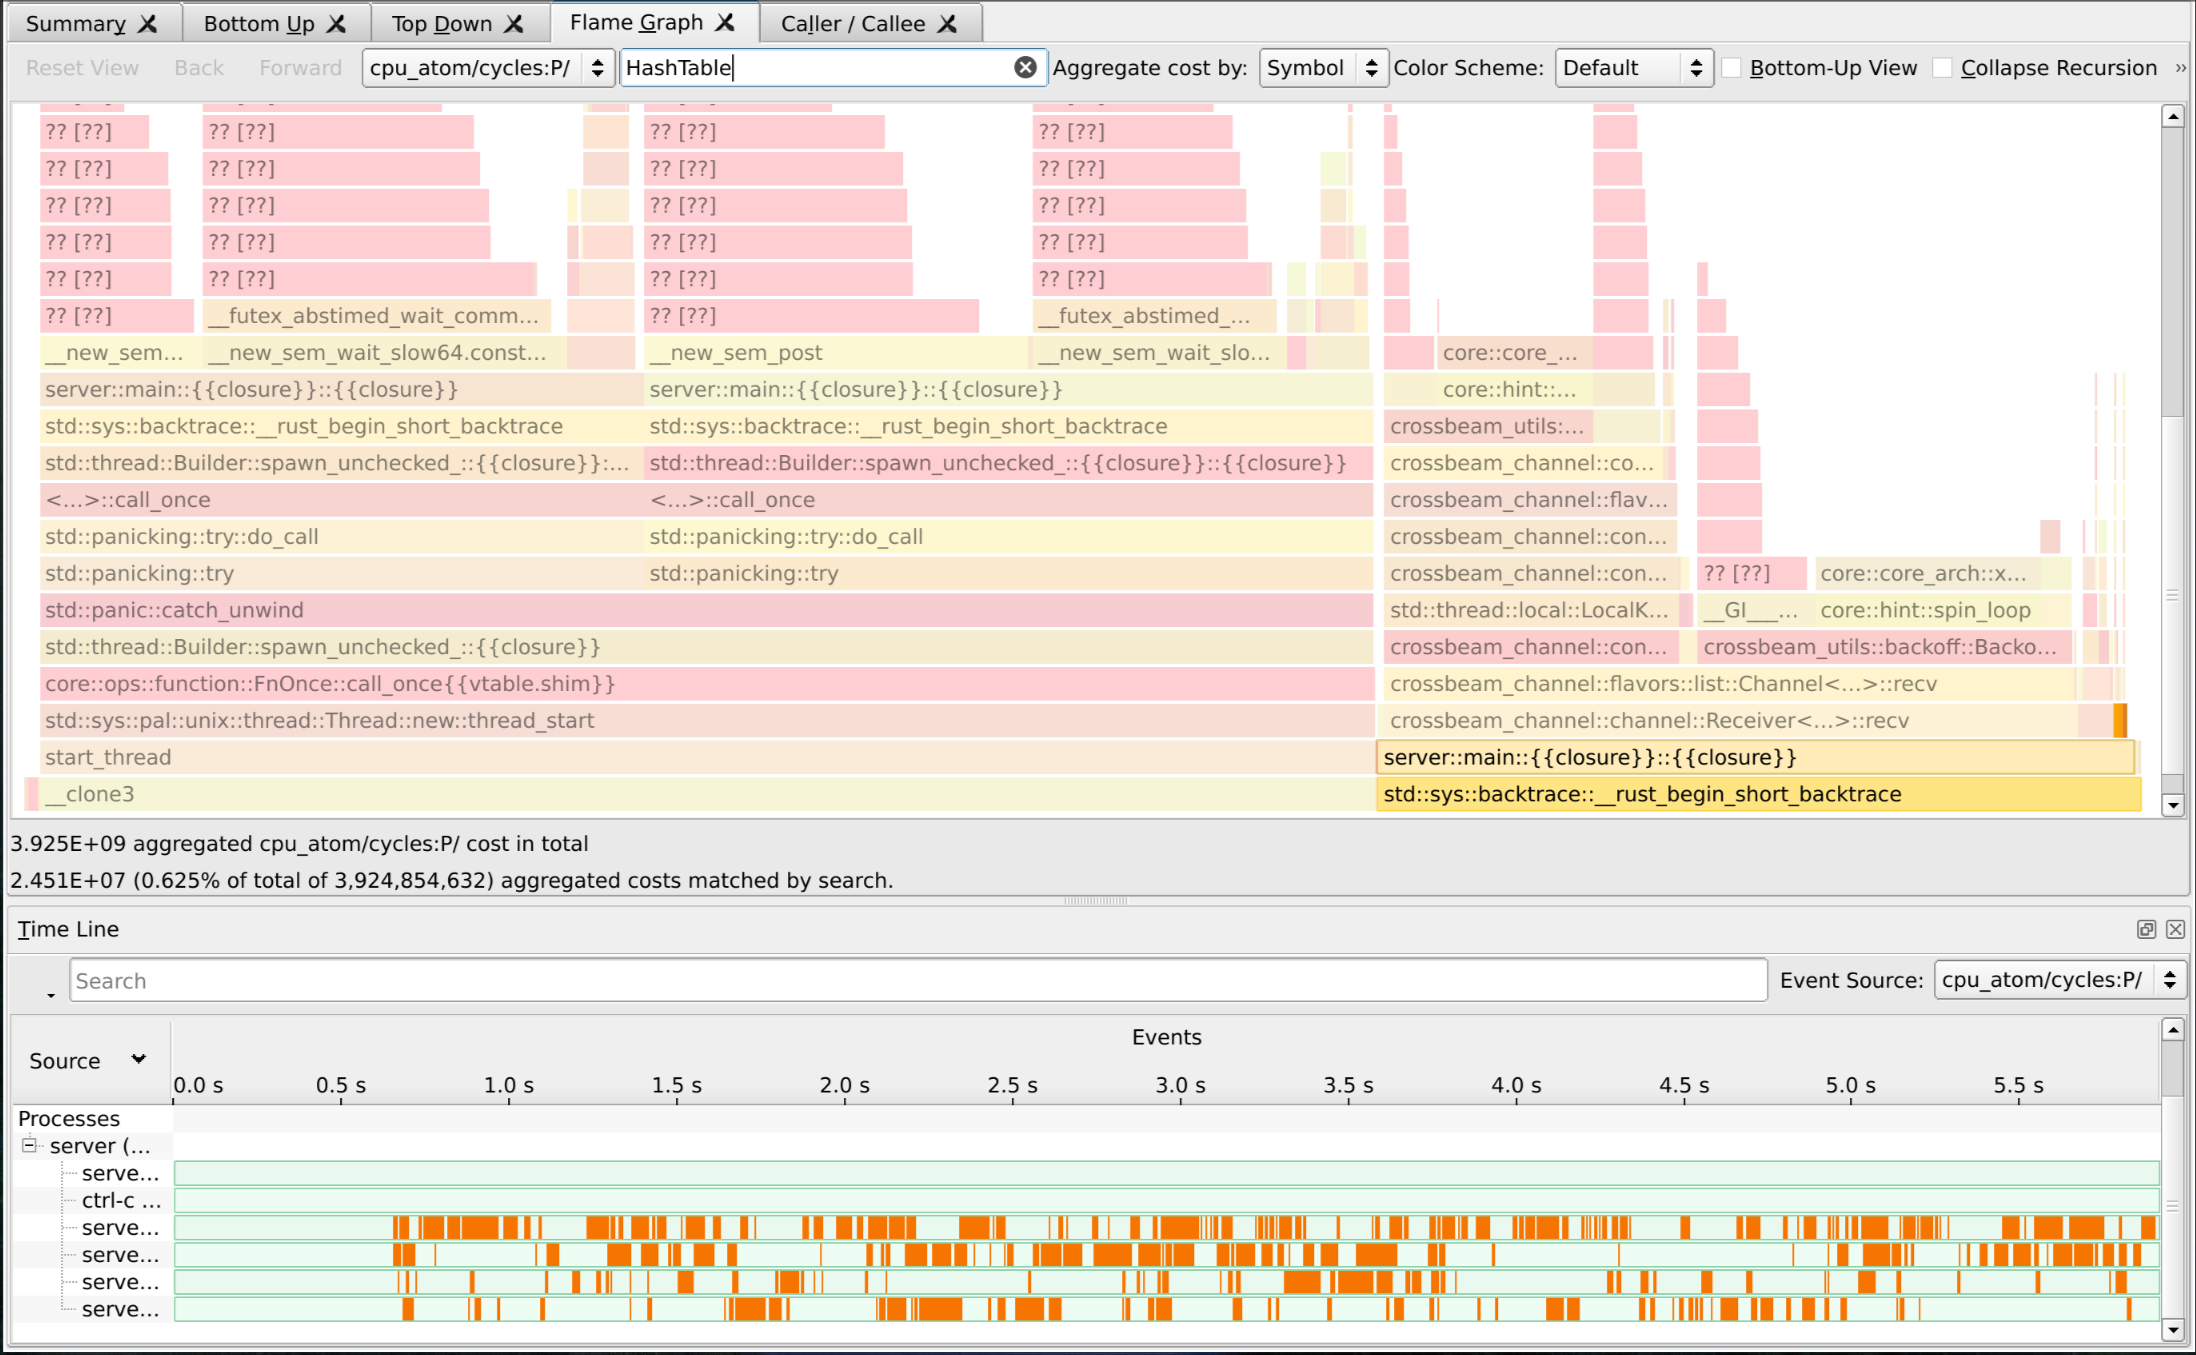 Summary Bottom Up Top Down Flame Graph Caller / Callee
Reset View Back Forward cpu_atom/cycles:P/ HashTable Aggregate cost by: Symbol Color Scheme: Default Bottom-Up View Collapse Recursion »
?? [??] ?? [??] ?? [??] ?? [??]
?? [??] ?? [??] ?? [??] ?? [??]
?? [??] ?? [??] ?? [??] ?? [??]
?? [??] ?? [??] ?? [??] ?? [??]
?? [??] ?? [??] ?? [??] ?? [??]
?? [??] __futex_abstimed_wait_comm... ?? [??] __futex_abstimed_...
__new_sem... __new_sem_wait_slow64.const... __new_sem_post __new_sem_wait_slo... core::core_...
server::main::{{closure}}::{{closure}} server::main::{{closure}}::{{closure}} core::hint::...
std::sys::backtrace::__rust_begin_short_backtrace std::sys::backtrace::__rust_begin_short_backtrace crossbeam_utils:...
std::thread::Builder::spawn_unchecked_::{{closure}}:... std::thread::Builder::spawn_unchecked_::{{closure}}::{{closure}} crossbeam_channel::co...
<...>::call_once <...>::call_once crossbeam_channel::flav...
std::panicking::try::do_call std::panicking::try::do_call crossbeam_channel::con...
std::panicking::try std::panicking::try crossbeam_channel::con... ?? [??] core::core_arch::x...
std::panic::catch_unwind std::thread::local::LocalK... __GI___... core::hint::spin_loop
std::thread::Builder::spawn_unchecked_::{{closure}} crossbeam_channel::con... crossbeam_utils::backoff::Backo...
core::ops::function::FnOnce::call_once{{vtable.shim}} crossbeam_channel::flavors::list::Channel<...>::recv
std::sys::pal::unix::thread::Thread::new::thread_start crossbeam_channel::channel::Receiver<...>::recv
start_thread server::main::{{closure}}::{{closure}}
__clone3 std::sys::backtrace::__rust_begin_short_backtrace
3.925E+09 aggregated cpu_atom/cycles:P/ cost in total
2.451E+07 (0.625% of total of 3,924,854,632) aggregated costs matched by search.
Time Line
Search Event Source: cpu_atom/cycles:P/
Source Events
0.0 s 0.5 s 1.0 s 1.5 s 2.0 s 2.5 s 3.0 s 3.5 s 4.0 s 4.5 s 5.0 s 5.5 s
Processes
server (...
serve...
ctrl-c ...
serve...
serve...
serve...
serve...